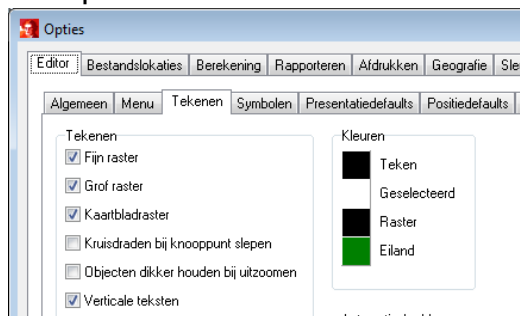 Opties
Editor Bestandslokaties Berekening Rapporteren Afdrukken Geografie
Algemeen Menu Tekenen Symbolen Presentatiedefaults Positiedefaults
Tekenen
Fijn raster
Grof raster
Kaartbladraster
Kruisdraden bij knooppunt slepen
Objecten dikker houden bij uitzoomen
Verticale teksten
Kleuren
Teken
Geselecteerd
Raster
Eiland